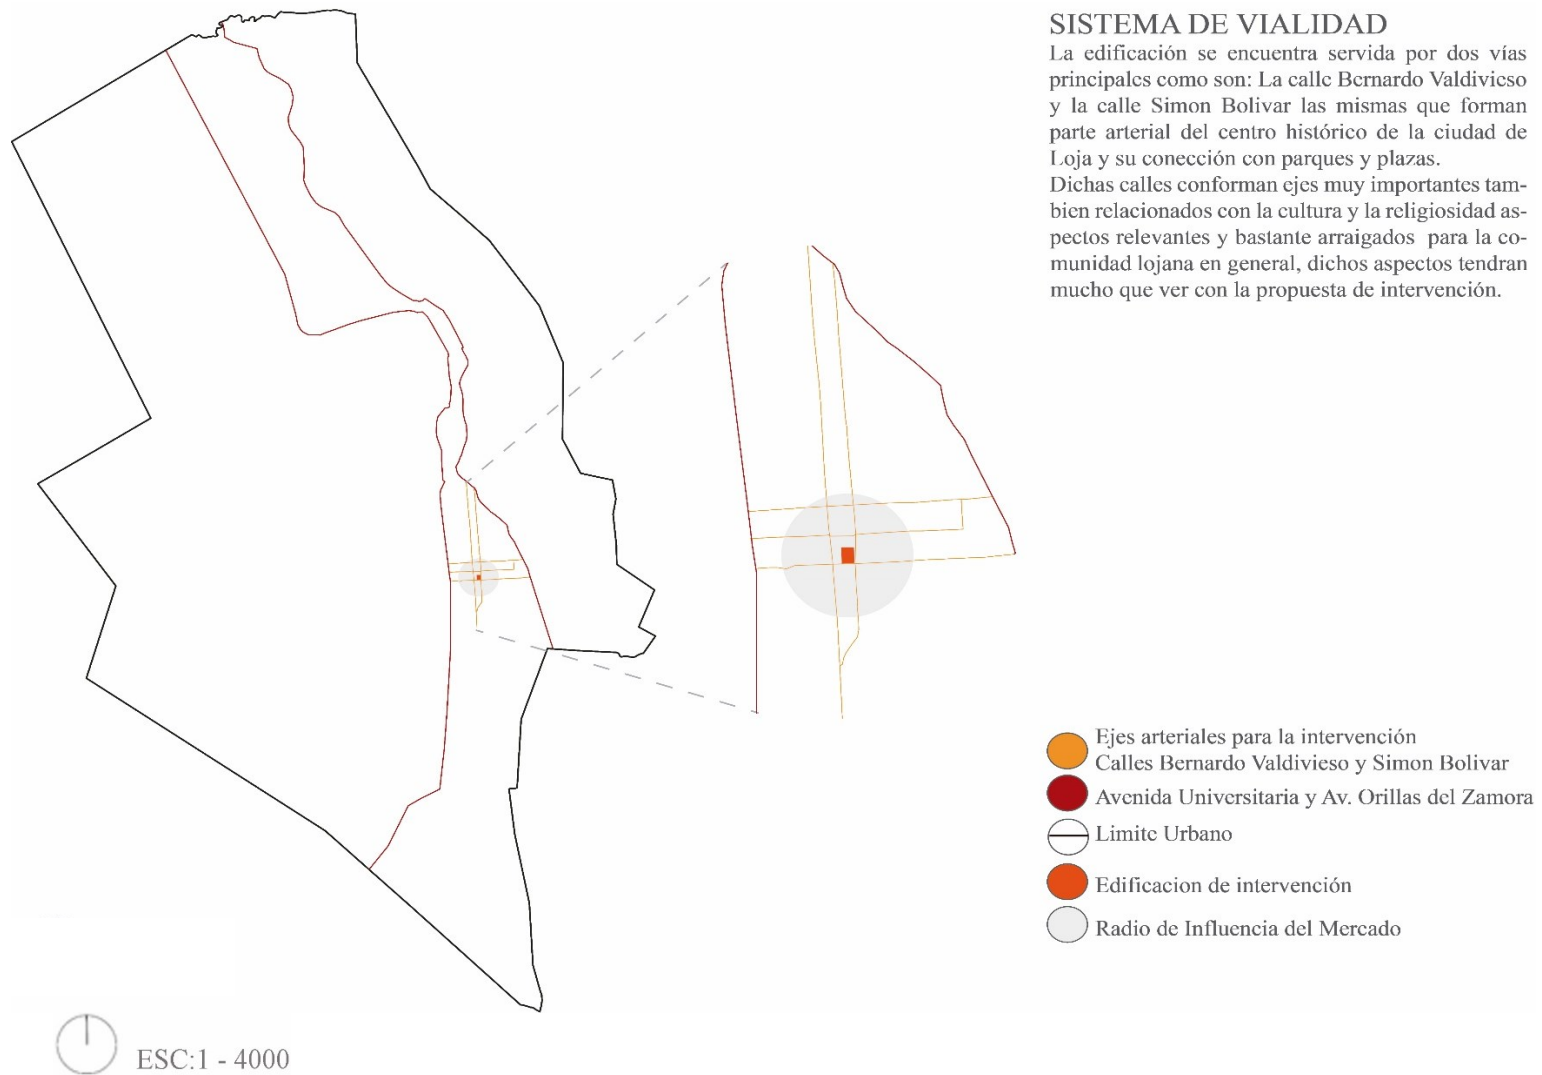 SISTEMA DE VIALIDAD
La edificación se encuentra servida por dos vías
principales como son: La calle Bernardo Valdivieso
y la calle Simon Bolivar las mismas que forman
parte arterial del centro histórico de la ciudad de
Loja y su conección con parques y plazas.
Dichas calles conforman ejes muy importantes tam-
bien relacionados con la cultura y la religiosidad as-
pectos relevantes y bastante arraigados para la co-
munidad lojana en general, dichos aspectos tendran
mucho que ver con la propuesta de intervención.
Ejes arteriales para la intervención
Calles Bernardo Valdivieso y Simon Bolivar
Avenida Universitaria y Av. Orillas del Zamora
Limite Urbano
Edificacion de intervención
Radio de Influencia del Mercado
ESC:1 - 4000